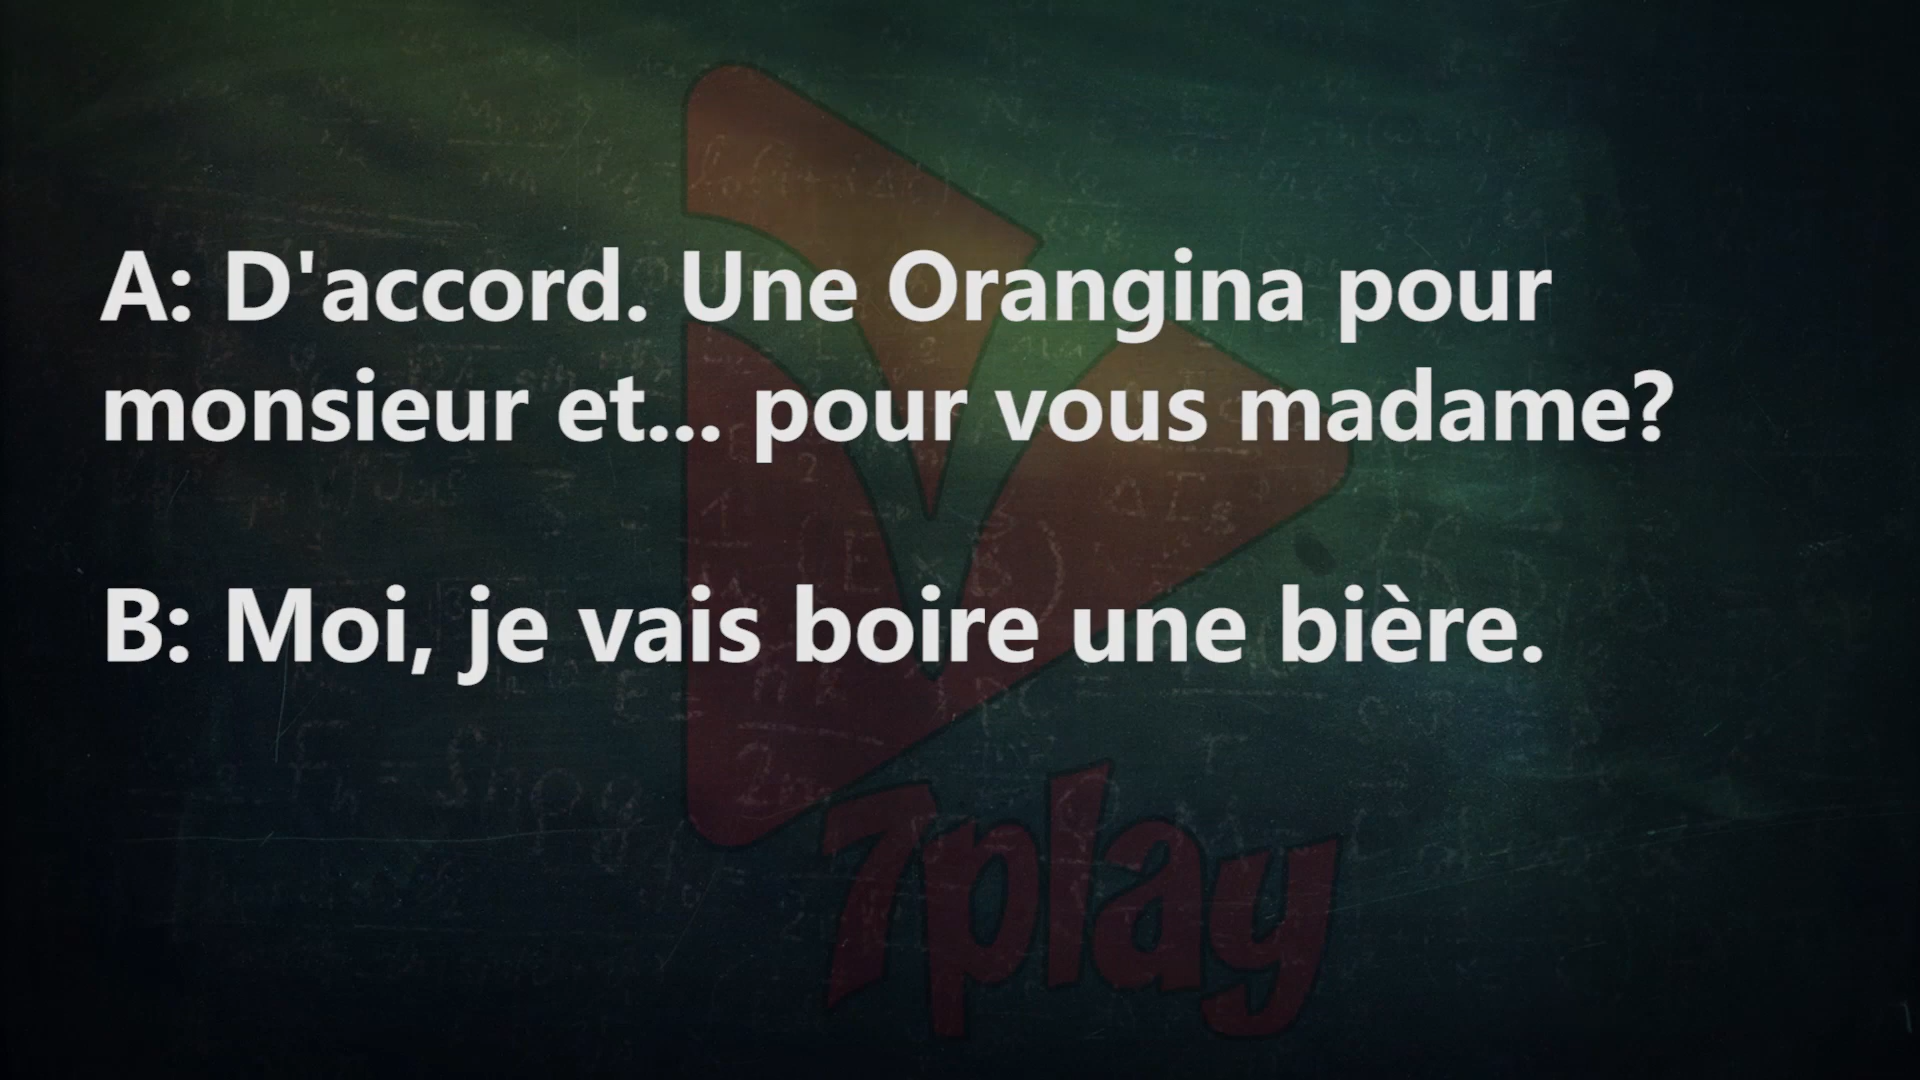 A: D'accord. Une Orangina pour
monsieur et... pour vous madame?
B: Moi, je vais boire une bière.
7play